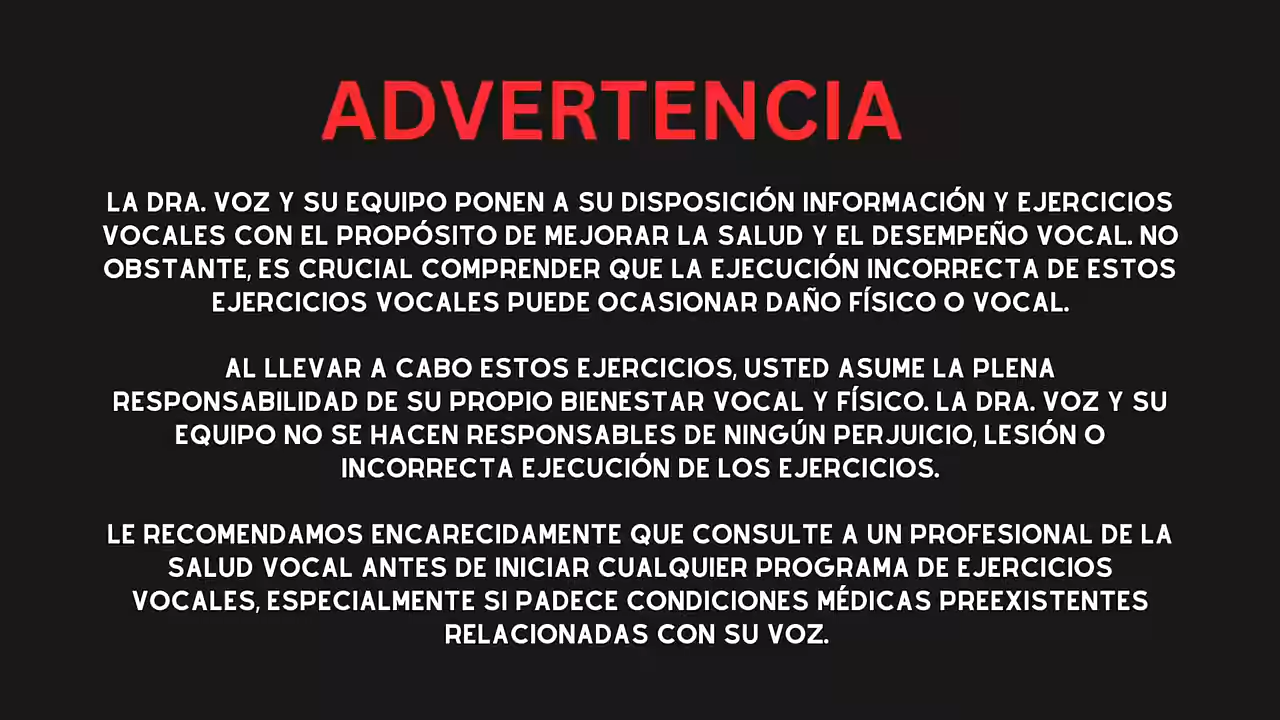 ADVERTENCIA
LA DRA. VOZ Y SU EQUIPO PONEN A SU DISPOSICIÓN INFORMACIÓN Y EJERCICIOS
VOCALES CON EL PROPÓSITO DE MEJORAR LA SALUD Y EL DESEMPEÑO VOCAL. NO
OBSTANTE, ES CRUCIAL COMPRENDER QUE LA EJECUCIÓN INCORRECTA DE ESTOS
EJERCICIOS VOCALES PUEDE OCASIONAR DAÑO FÍSICO O VOCAL.
AL LLEVAR A CABO ESTOS EJERCICIOS, USTED ASUME LA PLENA
RESPONSABILIDAD DE SU PROPIO BIENESTAR VOCAL Y FÍSICO. LA DRA. VOZ Y SU
EQUIPO NO SE HACEN RESPONSABLES DE NINGÚN PERJUICIO, LESIÓN O
INCORRECTA EJECUCIÓN DE LOS EJERCICIOS.
LE RECOMENDAMOS ENCARECIDAMENTE QUE CONSULTE A UN PROFESIONAL DE LA
SALUD VOCAL ANTES DE INICIAR CUALQUIER PROGRAMA DE EJERCICIOS
VOCALES, ESPECIALMENTE SI PADECE CONDICIONES MÉDICAS PREEXISTENTES
RELACIONADAS CON SU VOZ.